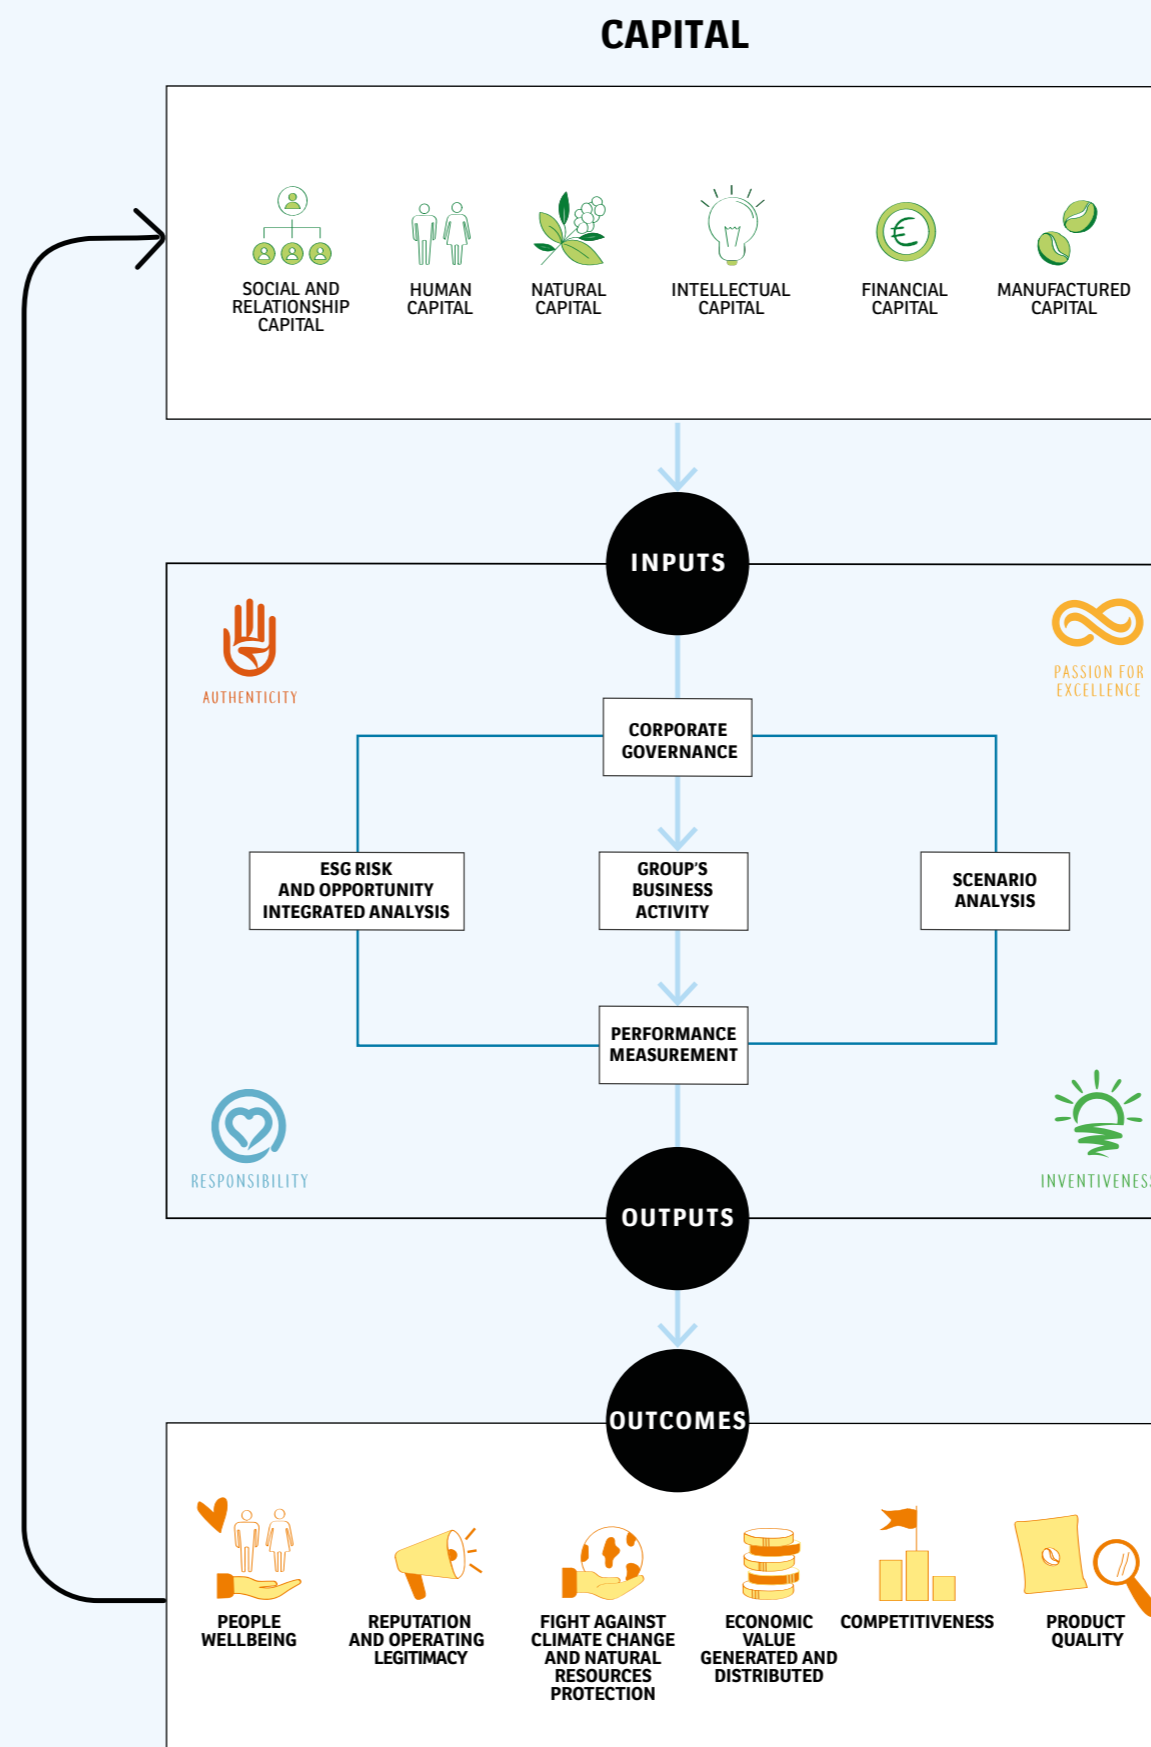 CAPITAL
SOCIAL AND
RELATIONSHIP
CAPITAL
HUMAN
CAPITAL
NATURAL
CAPITAL
INTELLECTUAL
CAPITAL
FINANCIAL
CAPITAL
MANUFACTURED
CAPITAL
INPUTS
AUTHENTICITY
PASSION FOR
EXCELLENCE
CORPORATE
GOVERNANCE
ESG RISK
AND OPPORTUNITY
INTEGRATED ANALYSIS
GROUP'S
BUSINESS
ACTIVITY
SCENARIO
ANALYSIS
PERFORMANCE
MEASUREMENT
RESPONSIBILITY
INVENTIVENESS
OUTPUTS
OUTCOMES
PEOPLE
WELLBEING
REPUTATION
AND OPERATING
LEGITIMACY
FIGHT AGAINST
CLIMATE CHANGE
AND NATURAL
RESOURCES
PROTECTION
ECONOMIC
VALUE
GENERATED AND
DISTRIBUTED
COMPETITIVENESS
PRODUCT
QUALITY